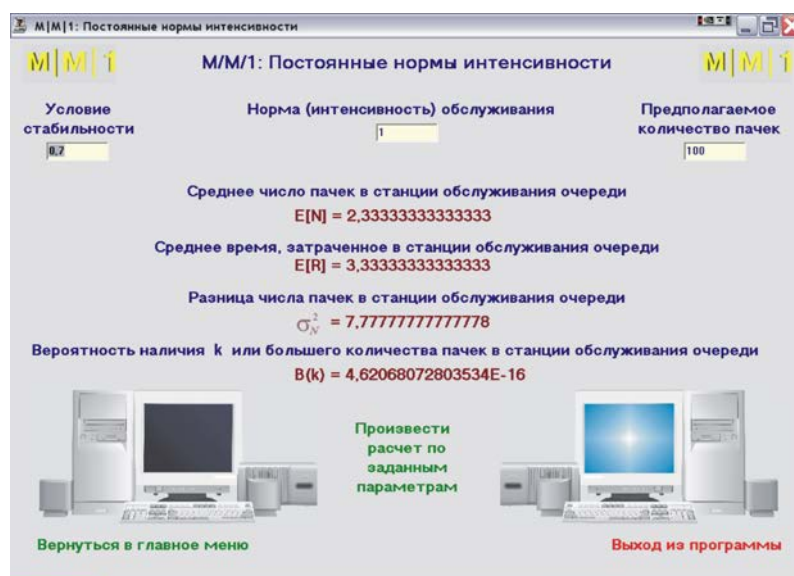 M|M|1: Постоянные нормы интенсивности
M|M|1
М/М/1: Постоянные нормы интенсивности
M|M|1
Условие
стабильности
0,7
Норма (интенсивность) обслуживания
1
Предполагаемое
количество пачек
100
Среднее число пачек в станции обслуживания очереди
E[N] = 2,33333333333333
Среднее время, затраченное в станции обслуживания очереди
E[R] = 3,33333333333333
Разница числа пачек в станции обслуживания очереди
σ²_N = 7,77777777777778
Вероятность наличия k или большего количества пачек в станции обслуживания очереди
B(k) = 4,62068072803534E-16
Произвести
расчет по
заданным
параметрам
Вернуться в главное меню
Выход из программы